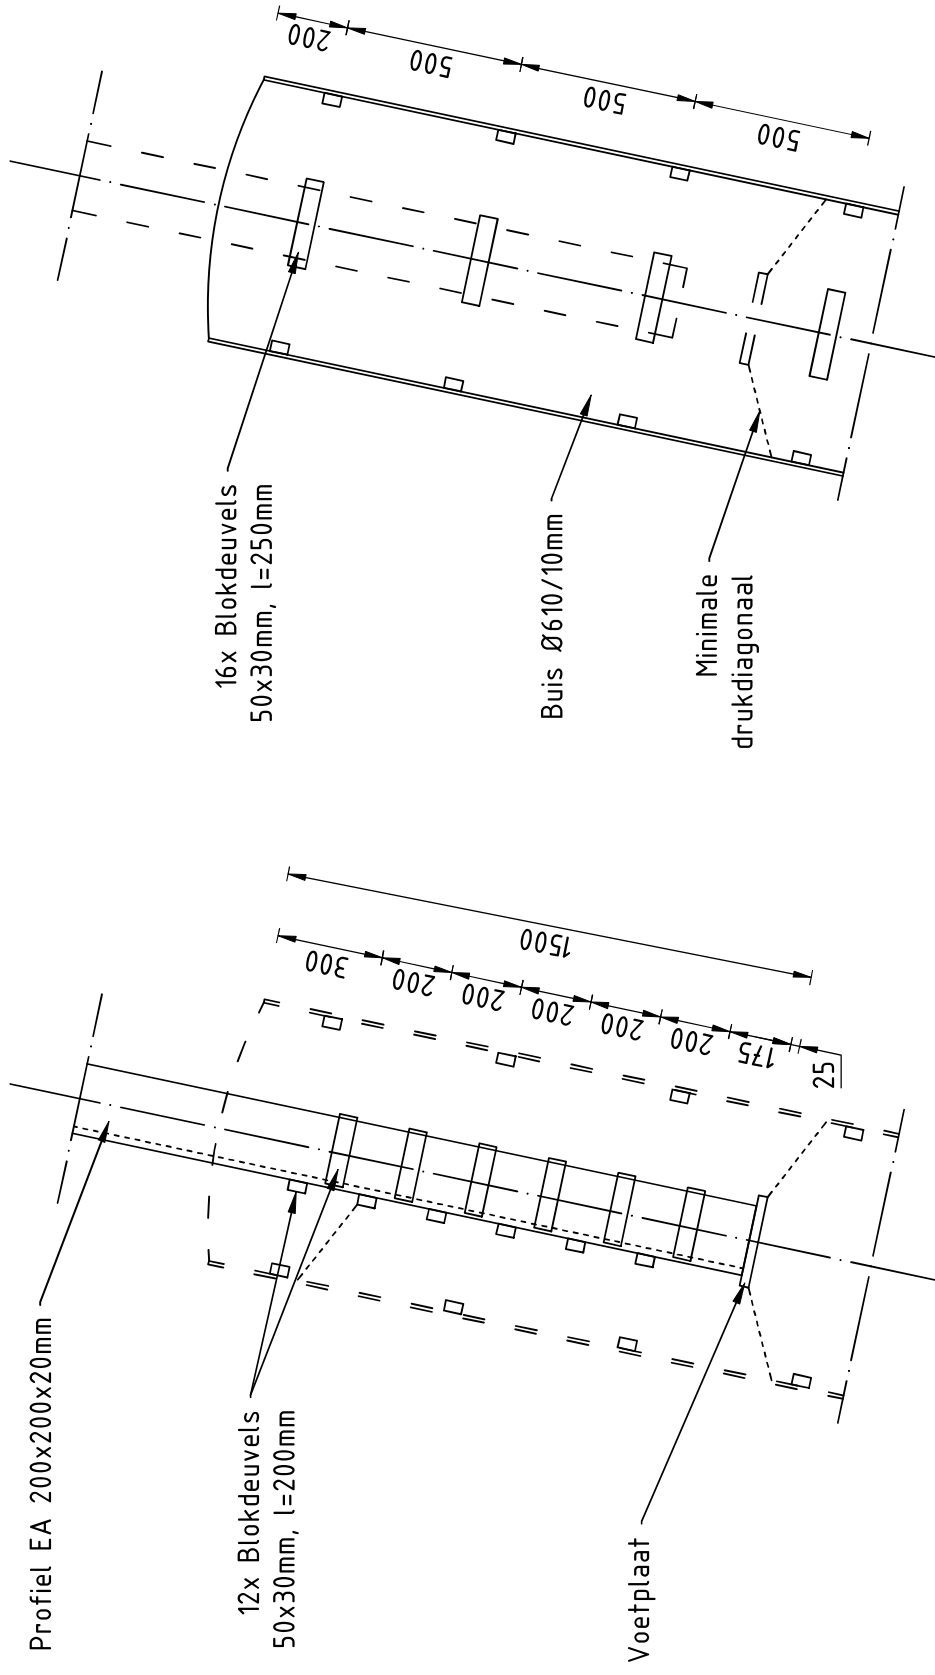 Profiel EA 200x200x20mm
12x Blokdeuvels
50x30mm, l=200mm
Voetplaat
300
200
200
200
200
200
175
25
1500
16x Blokdeuvels
50x30mm, l=250mm
Buis Ø610/10mm
Minimale
drukdiagonaal
200
500
500
500